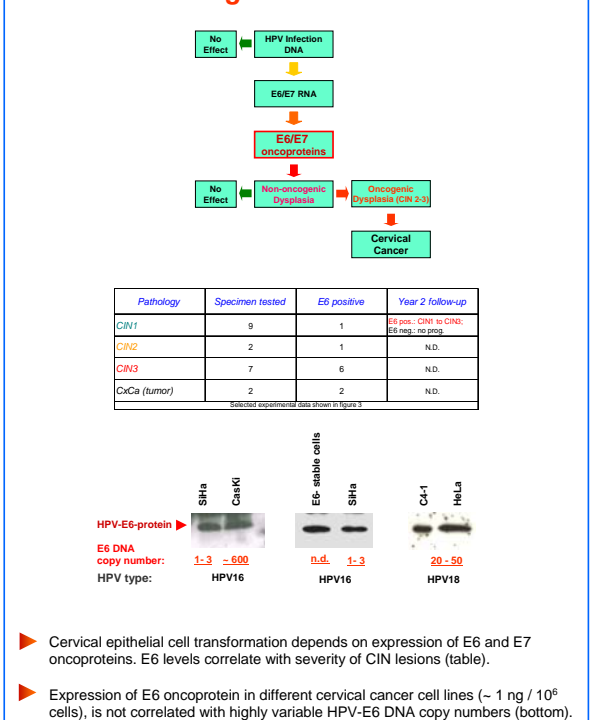 No
Effect
HPV Infection
DNA
E6/E7 RNA
E6/E7
oncoproteins
No
Effect
Non-oncogenic
Dysplasia
Oncogenic
Dysplasia (CIN 2-3)
Cervical
Cancer
Pathology Specimen tested E6 positive Year 2 follow-up
CIN1 9 1 E6 pos.: CIN1 to CIN3;
E6 neg.: no prog.
CIN2 2 1 N.D.
CIN3 7 6 N.D.
CxCa (tumor) 2 2 N.D.
Selected experimental data shown in figure 3
SiHa CasKi E6- stable cells SiHa C4-1 HeLa
HPV-E6-protein
E6 DNA
copy number: 1- 3 ~ 600 n.d. 1- 3 20 - 50
HPV type: HPV16 HPV16 HPV18
Cervical epithelial cell transformation depends on expression of E6 and E7
oncoproteins. E6 levels correlate with severity of CIN lesions (table).
Expression of E6 oncoprotein in different cervical cancer cell lines (~ 1 ng / 10⁶
cells), is not correlated with highly variable HPV-E6 DNA copy numbers (bottom).